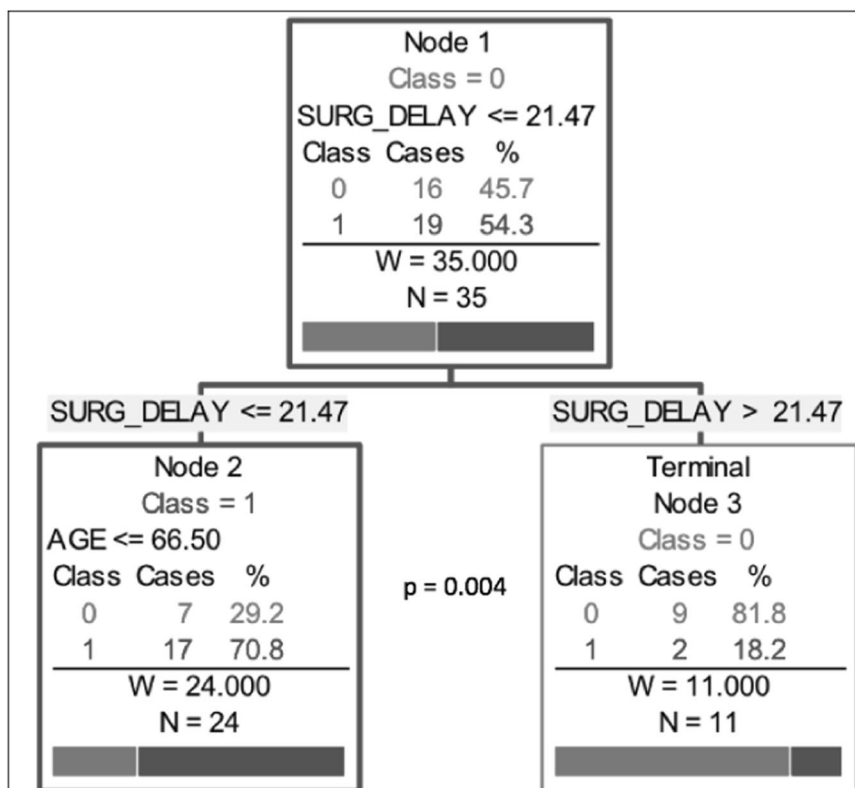 Node 1
Class = 0
SURG_DELAY <= 21.47
Class Cases %
0 16 45.7
1 19 54.3
W = 35.000
N = 35
SURG_DELAY <= 21.47
SURG_DELAY > 21.47
Node 2
Class = 1
AGE <= 66.50
Class Cases %
0 7 29.2
1 17 70.8
W = 24.000
N = 24
p = 0.004
Terminal
Node 3
Class = 0
Class Cases %
0 9 81.8
1 2 18.2
W = 11.000
N = 11